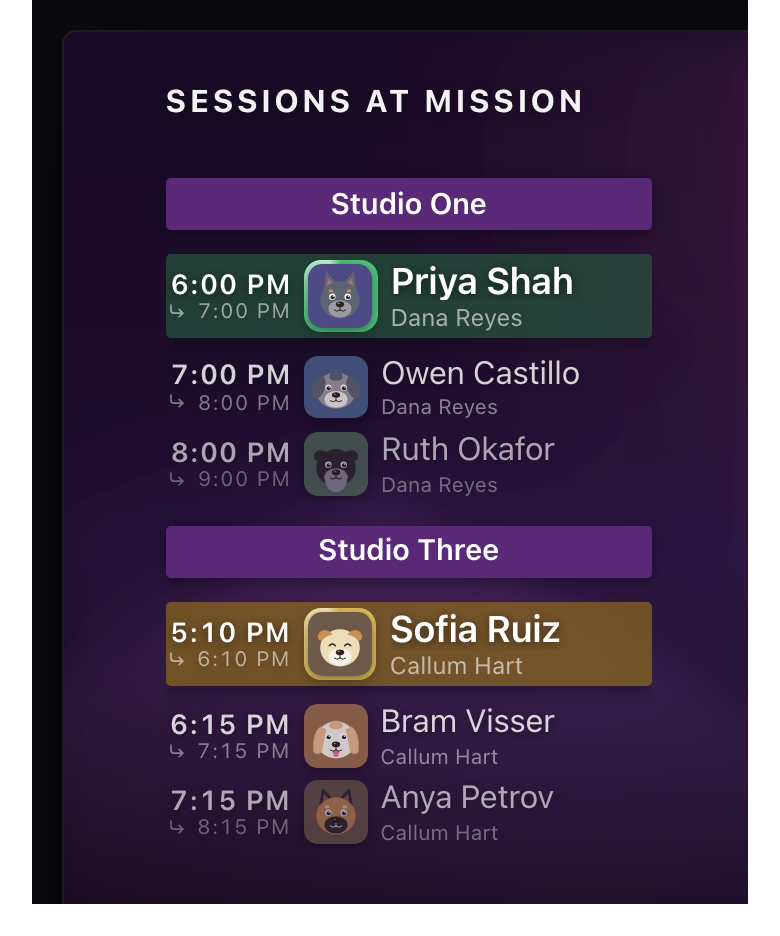 SESSIONS AT MISSION
Studio One
6:00 PM Priya Shah
↳ 7:00 PM Dana Reyes
7:00 PM Owen Castillo
↳ 8:00 PM Dana Reyes
8:00 PM Ruth Okafor
↳ 9:00 PM Dana Reyes
Studio Three
5:10 PM Sofia Ruiz
↳ 6:10 PM Callum Hart
6:15 PM Bram Visser
↳ 7:15 PM Callum Hart
7:15 PM Anya Petrov
↳ 8:15 PM Callum Hart